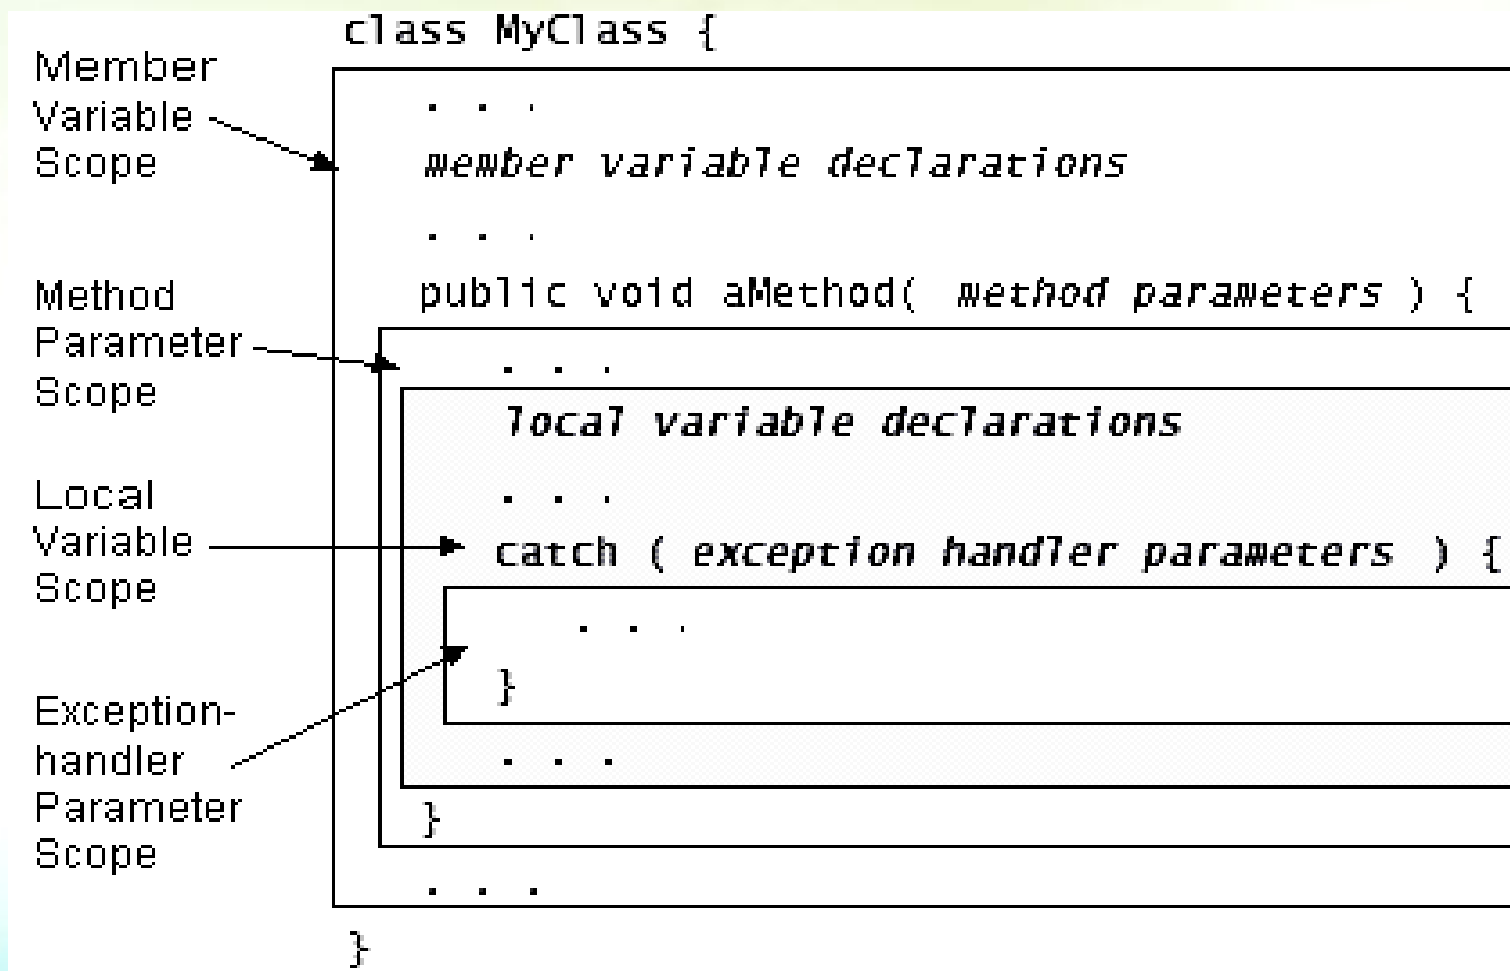 class MyClass {
Member
Variable
Scope
. . .
member variable declarations
. . .
Method
Parameter
Scope
public void aMethod( method parameters ) {
. . .
local variable declarations
. . .
Local
Variable
Scope
catch ( exception handler parameters ) {
. . .
}
Exception-
handler
Parameter
Scope
. . .
}
. . .
}